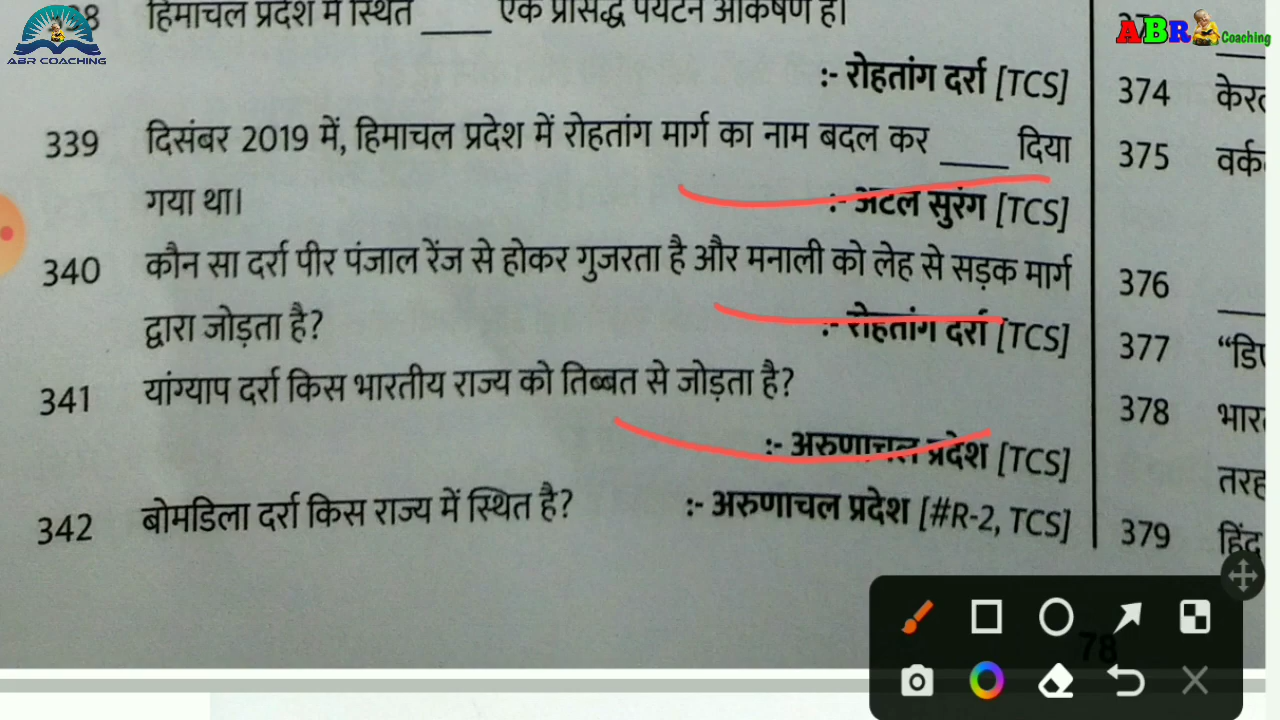 ABR COACHING
ABR Coaching
338 हिमाचल प्रदेश में स्थित ____ एक प्रसिद्ध पर्यटन आकर्षण है।
:- रोहतांग दर्रा [TCS]
339 दिसंबर 2019 में, हिमाचल प्रदेश में रोहतांग मार्ग का नाम बदल कर ____ दिया
गया था।
:- अटल सुरंग [TCS]
340 कौन सा दर्रा पीर पंजाल रेंज से होकर गुजरता है और मनाली को लेह से सड़क मार्ग
द्वारा जोड़ता है?
:- रोहतांग दर्रा [TCS]
341 यांग्याप दर्रा किस भारतीय राज्य को तिब्बत से जोड़ता है?
:- अरुणाचल प्रदेश [TCS]
342 बोमडिला दर्रा किस राज्य में स्थित है? :- अरुणाचल प्रदेश [#R-2, TCS]
374
375
376
377
378
379
78